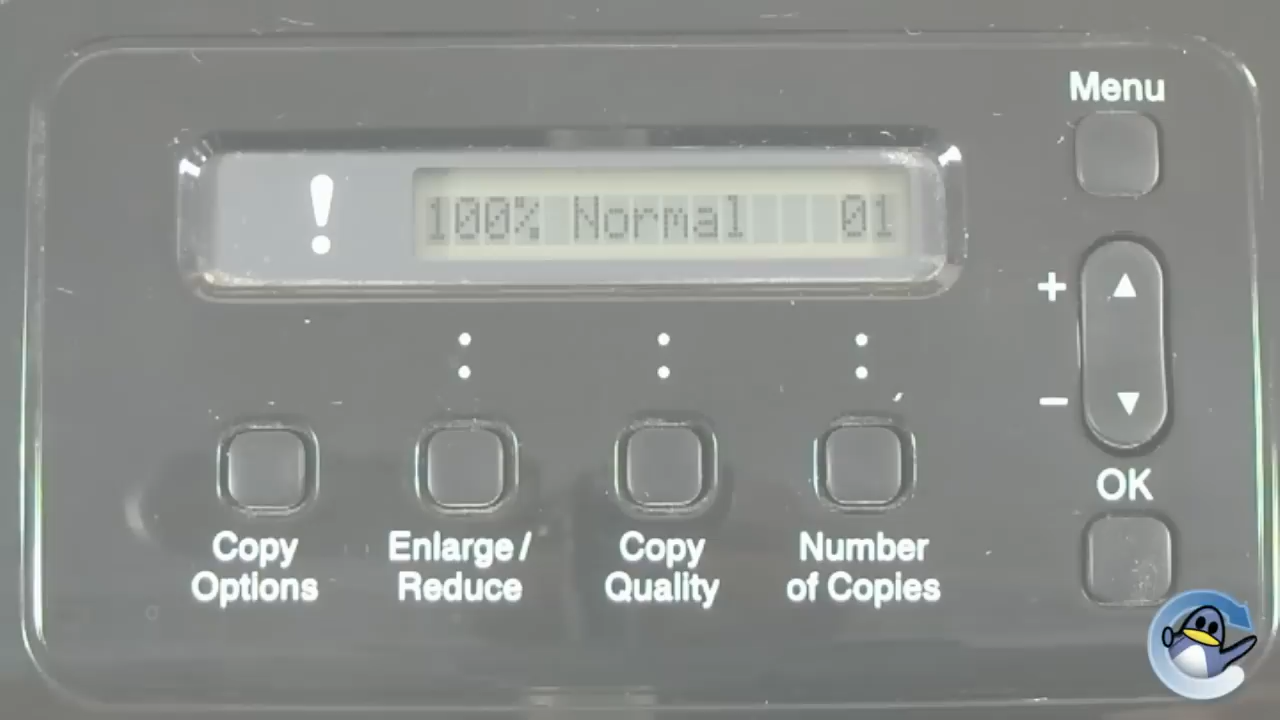 Menu
! 100% Normal 01
+
−
OK
Copy Options
Enlarge / Reduce
Copy Quality
Number of Copies